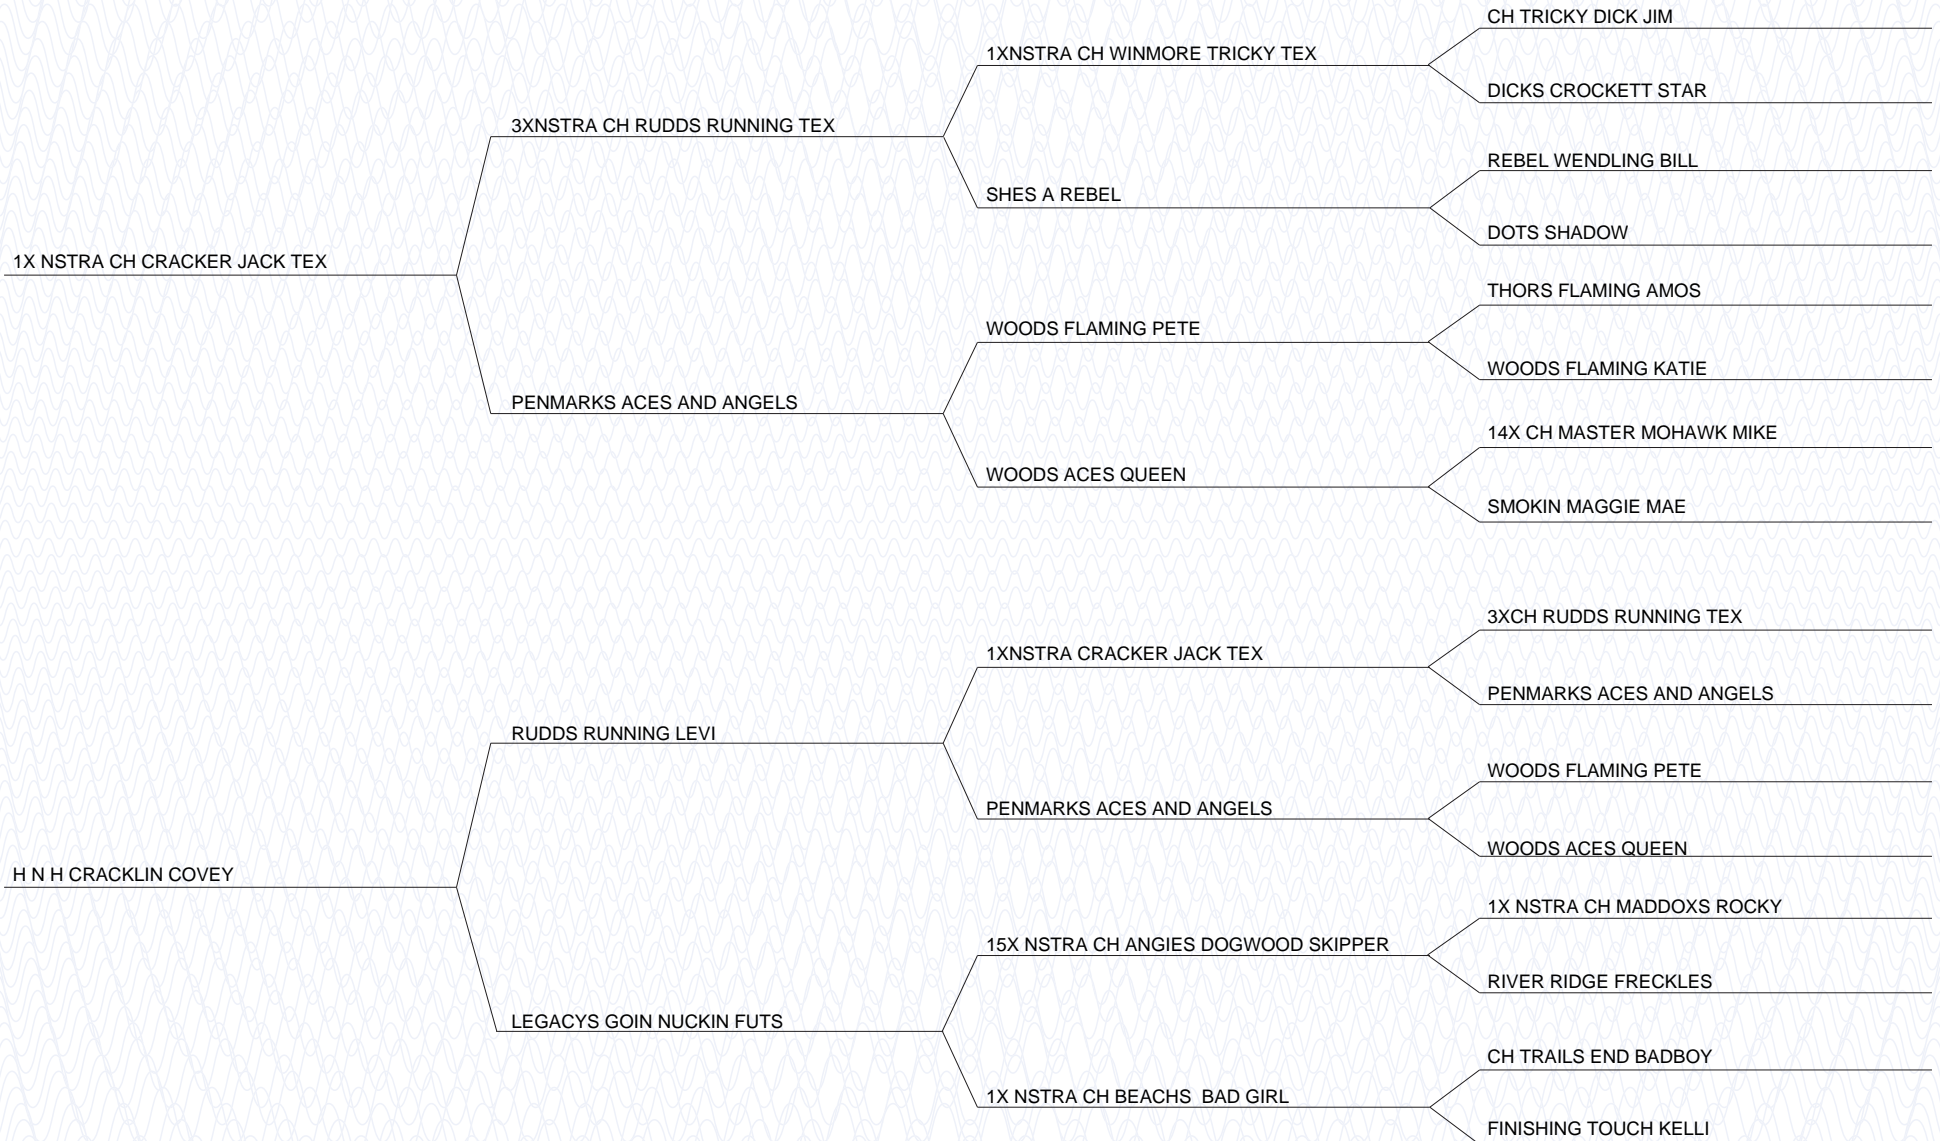 CH TRICKY DICK JIM
1XNSTRA CH WINMORE TRICKY TEX
DICKS CROCKETT STAR
3XNSTRA CH RUDDS RUNNING TEX
REBEL WENDLING BILL
SHES A REBEL
DOTS SHADOW
1X NSTRA CH CRACKER JACK TEX
THORS FLAMING AMOS
WOODS FLAMING PETE
WOODS FLAMING KATIE
PENMARKS ACES AND ANGELS
14X CH MASTER MOHAWK MIKE
WOODS ACES QUEEN
SMOKIN MAGGIE MAE
3XCH RUDDS RUNNING TEX
1XNSTRA CRACKER JACK TEX
PENMARKS ACES AND ANGELS
RUDDS RUNNING LEVI
WOODS FLAMING PETE
PENMARKS ACES AND ANGELS
WOODS ACES QUEEN
H N H CRACKLIN COVEY
1X NSTRA CH MADDOXS ROCKY
15X NSTRA CH ANGIES DOGWOOD SKIPPER
RIVER RIDGE FRECKLES
LEGACYS GOIN NUCKIN FUTS
CH TRAILS END BADBOY
1X NSTRA CH BEACHS  BAD GIRL
FINISHING TOUCH KELLI